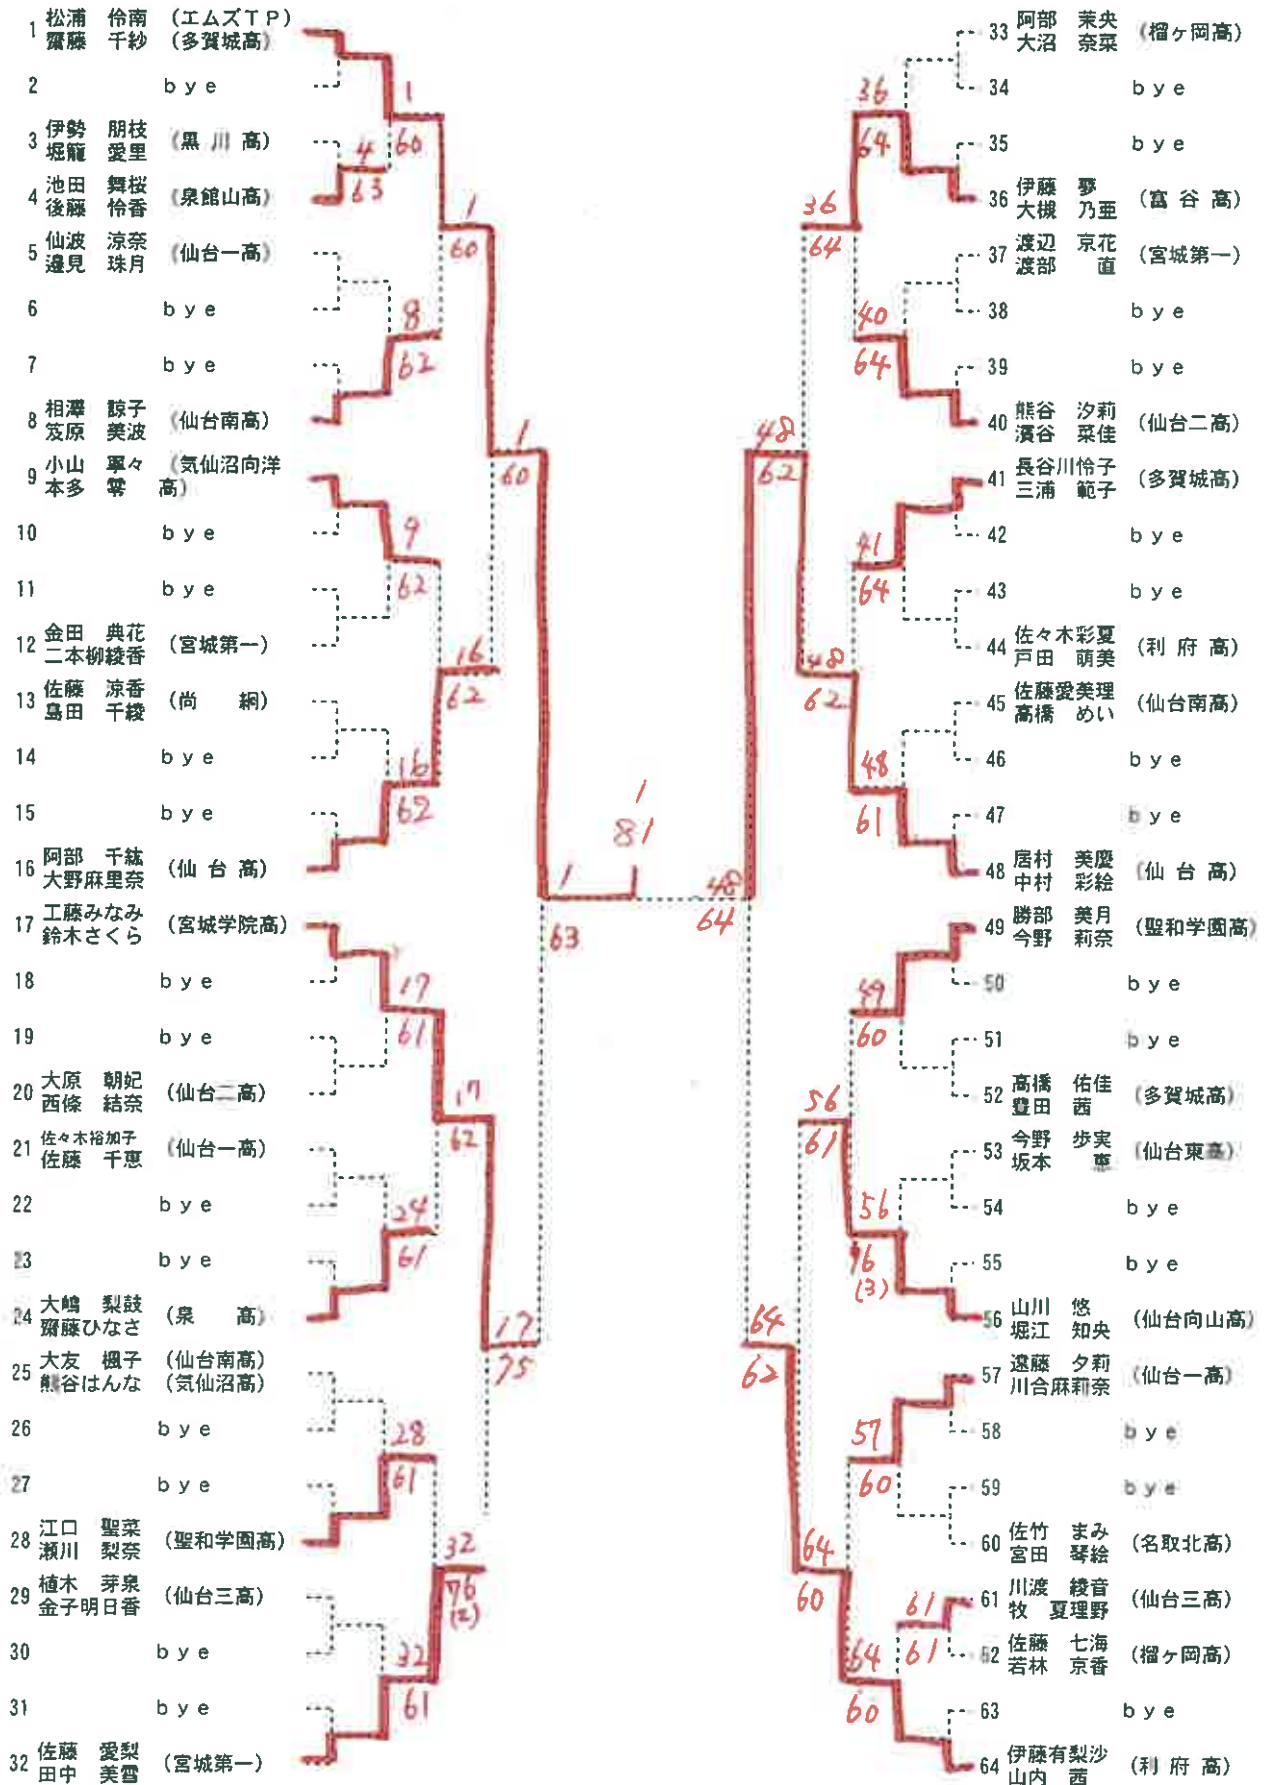 1 松浦 伶南 (エムズTP)
齋藤 千紗 (多賀城高)
2 bye
3 伊勢 朋枝 (黒川高)
堀籠 愛里
4 池田 舞桜 (泉館山高)
後藤 怜香
5 仙波 涼奈 (仙台一高)
邉見 珠月
6 bye
7 bye
8 相澤 諒子 (仙台南高)
笈原 美波
9 小山 寧々 (気仙沼向洋
本多 雫 高)
10 bye
11 bye
12 金田 典花 (宮城第一)
二本柳綾香
13 佐藤 涼香 (尚 絅)
島田 千綾
14 bye
15 bye
16 阿部 千紘 (仙台高)
大野麻里奈
17 工藤みなみ (宮城学院高)
鈴木さくら
18 bye
19 bye
20 大原 朝妃 (仙台二高)
西條 結奈
21 佐々木裕加子 (仙台一高)
佐藤 千恵
22 bye
23 bye
24 大嶋 梨鼓 (泉 高)
齋藤ひなさ
25 大友 楓子 (仙台南高)
熊谷はんな (気仙沼高)
26 bye
27 bye
28 江口 聖菜 (聖和学園高)
瀬川 梨奈
29 植木 芽泉 (仙台三高)
金子明日香
30 bye
31 bye
32 佐藤 愛梨 (宮城第一)
田中 美雪
4
63
1
60
8
62
9
62
16
62
17
61
24
61
28
61
32
61
1
60
16
62
17
62
32
76
(2)
1
60
17
75
1
63
1
81
48
64
48
62
64
62
36
64
48
62
56
61
64
60
36
64
40
64
41
64
48
61
49
60
56
76
(3)
57
60
61
61
64
60
33 阿部 茉央 (榴ヶ岡高)
大沼 奈菜
34 bye
35 bye
36 伊藤 夢 (富谷高)
大槻 乃亜
37 渡辺 京花 (宮城第一)
渡部 直
38 bye
39 bye
40 熊谷 汐莉 (仙台二高)
濱谷 菜佳
41 長谷川怜子 (多賀城高)
三浦 範子
42 bye
43 bye
44 佐々木彩夏 (利府高)
戸田 萌美
45 佐藤愛美理 (仙台南高)
高橋 めい
46 bye
47 bye
48 居村 美慶 (仙台高)
中村 彩絵
49 勝部 美月 (聖和学園高)
今野 莉奈
50 bye
51 bye
52 高橋 佑佳 (多賀城高)
豊田 茜
53 今野 歩実 (仙台東高)
坂本 恵
54 bye
55 bye
56 山川 悠 (仙台向山高)
堀江 知央
57 遠藤 夕莉 (仙台一高)
川合麻莉奈
58 bye
59 bye
60 佐竹 まみ (名取北高)
宮田 琴絵
61 川渡 綾音 (仙台三高)
牧 夏理野
62 佐藤 七海 (榴ヶ岡高)
若林 京香
63 bye
64 伊藤有梨沙 (利府高)
山内 茜